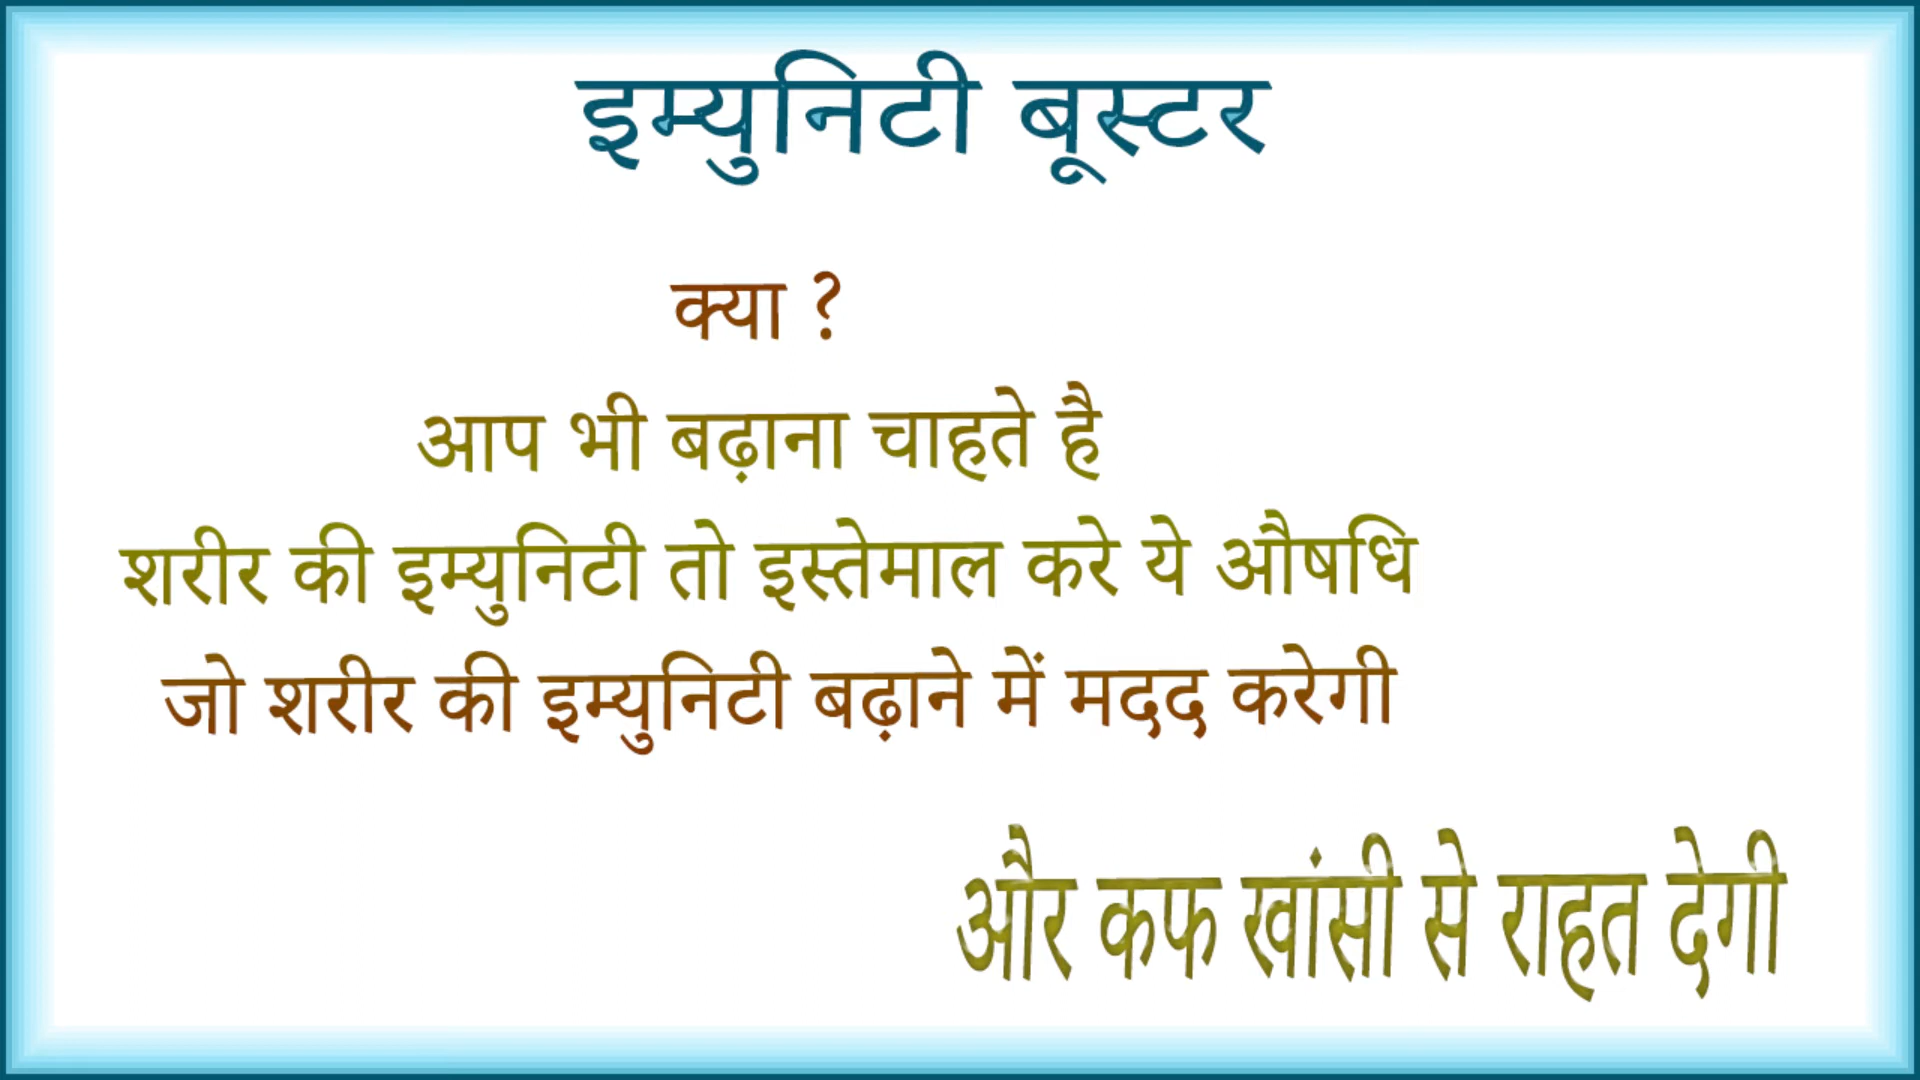 इम्युनिटी बूस्टर
क्या ?
आप भी बढ़ाना चाहते है
शरीर की इम्युनिटी तो इस्तेमाल करे ये औषधि
जो शरीर की इम्युनिटी बढ़ाने में मदद करेगी
और कफ खांसी से राहत देगी